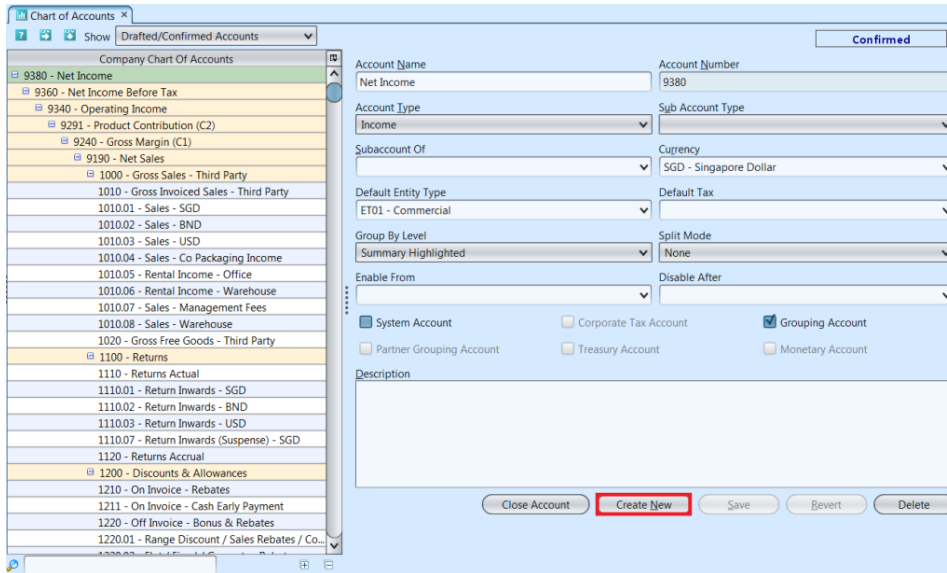 Chart of Accounts ×
? Show Drafted/Confirmed Accounts
Confirmed
Company Chart Of Accounts
9380 - Net Income
9360 - Net Income Before Tax
9340 - Operating Income
9291 - Product Contribution (C2)
9240 - Gross Margin (C1)
9190 - Net Sales
1000 - Gross Sales - Third Party
1010 - Gross Invoiced Sales - Third Party
1010.01 - Sales - SGD
1010.02 - Sales - BND
1010.03 - Sales - USD
1010.04 - Sales - Co Packaging Income
1010.05 - Rental Income - Office
1010.06 - Rental Income - Warehouse
1010.07 - Sales - Management Fees
1010.08 - Sales - Warehouse
1020 - Gross Free Goods - Third Party
1100 - Returns
1110 - Returns Actual
1110.01 - Return Inwards - SGD
1110.02 - Return Inwards - BND
1110.03 - Return Inwards - USD
1110.07 - Return Inwards (Suspense) - SGD
1120 - Returns Accrual
1200 - Discounts & Allowances
1210 - On Invoice - Rebates
1211 - On Invoice - Cash Early Payment
1220 - Off Invoice - Bonus & Rebates
1220.01 - Range Discount / Sales Rebates / Co...
Account Name Account Number
Net Income 9380
Account Type Sub Account Type
Income
Subaccount Of Currency
SGD - Singapore Dollar
Default Entity Type Default Tax
ET01 - Commercial
Group By Level Split Mode
Summary Highlighted None
Enable From Disable After
System Account Corporate Tax Account Grouping Account
Partner Grouping Account Treasury Account Monetary Account
Description
Close Account Create New Save Revert Delete